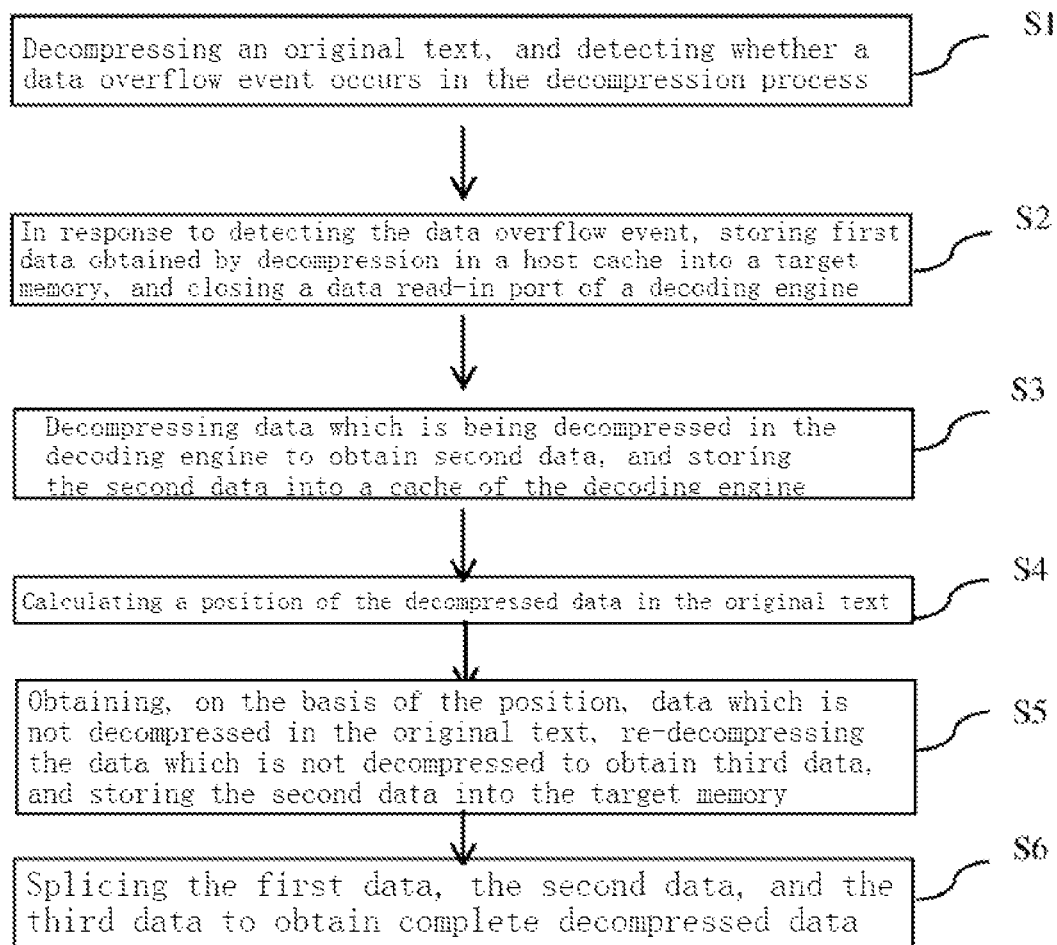 S1
Decompressing an original text, and detecting whether a
data overflow event occurs in the decompression process
S2
In response to detecting the data overflow event, storing first
data obtained by decompression in a host cache into a target
memory, and closing a data read-in port of a decoding engine
S3
Decompressing data which is being decompressed in the
decoding engine to obtain second data, and storing
the second data into a cache of the decoding engine
S4
Calculating a position of the decompressed data in the original text
S5
Obtaining, on the basis of the position, data which is
not decompressed in the original text, re-decompressing
the data which is not decompressed to obtain third data,
and storing the second data into the target memory
S6
Splicing the first data, the second data, and the
third data to obtain complete decompressed data